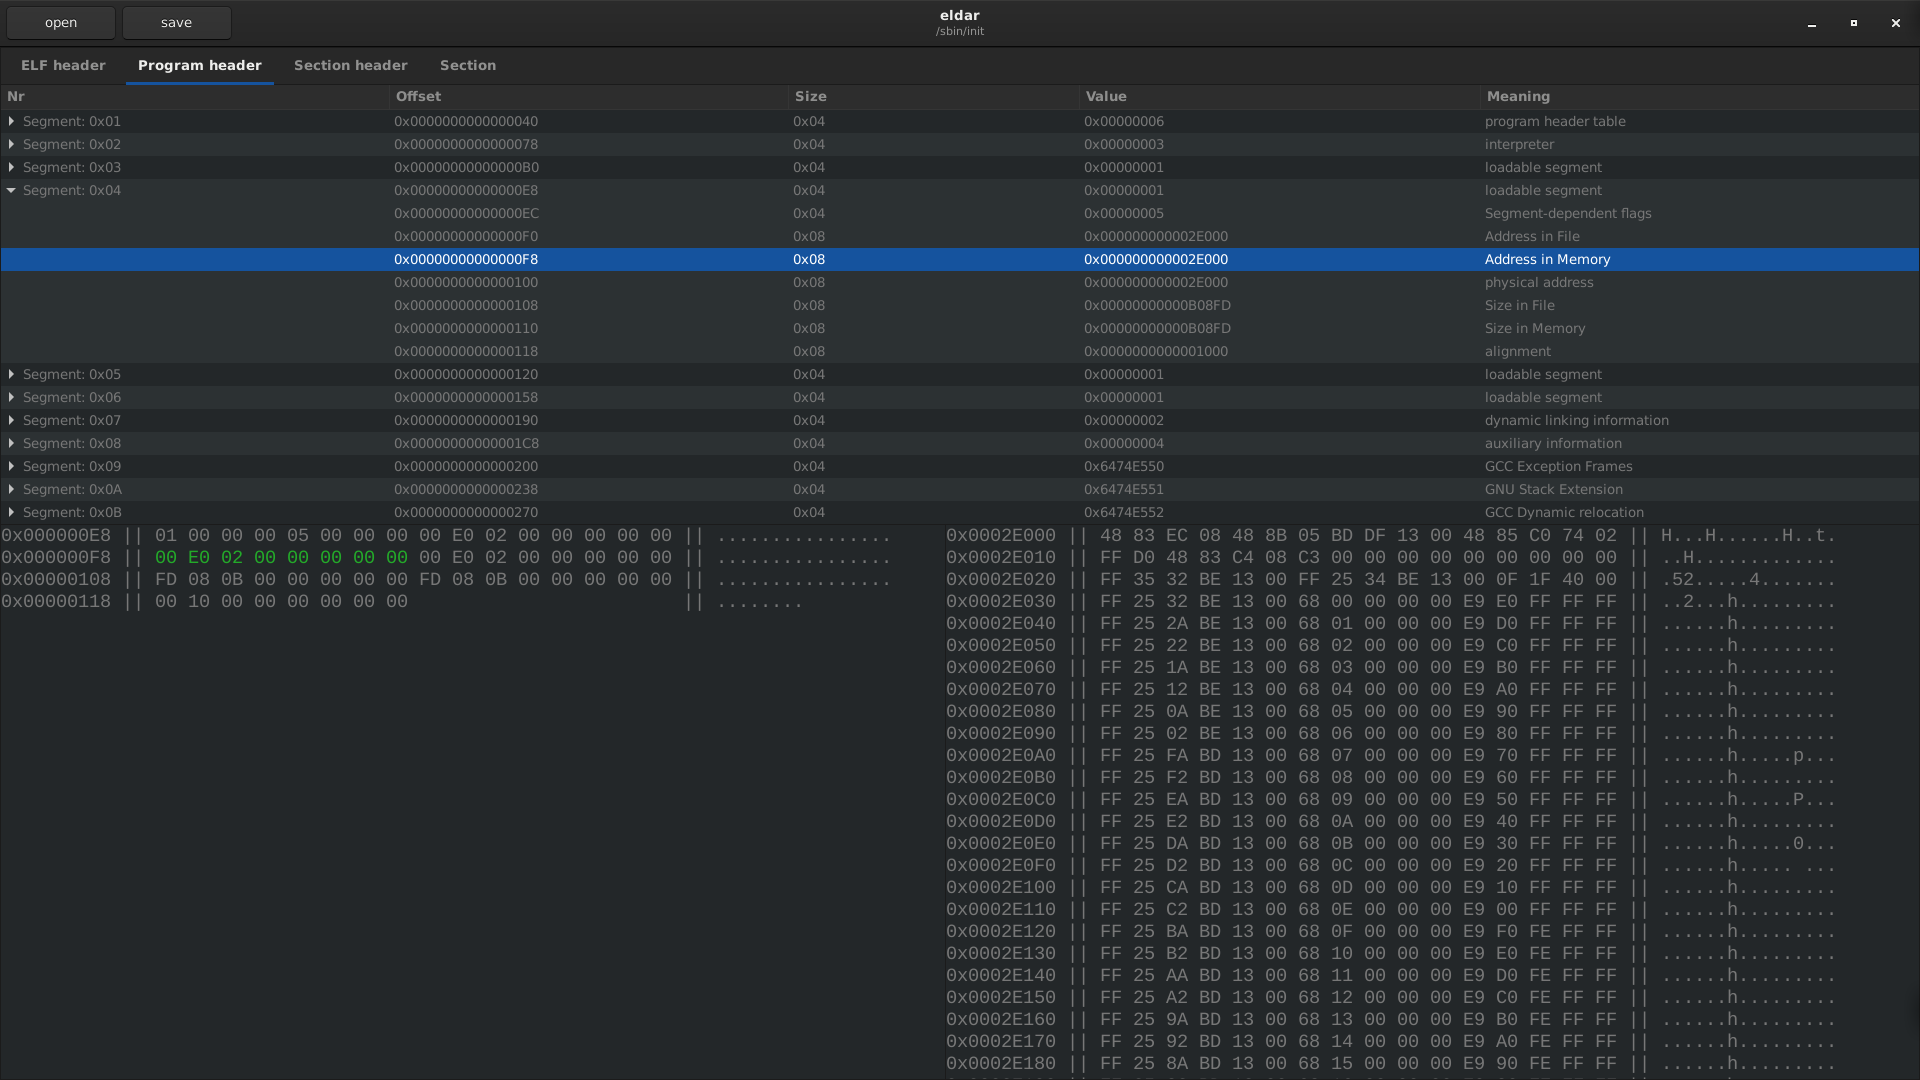 open save eldar
/sbin/init
ELF header Program header Section header Section
Nr Offset Size Value Meaning
Segment: 0x01 0x0000000000000040 0x04 0x00000006 program header table
Segment: 0x02 0x0000000000000078 0x04 0x00000003 interpreter
Segment: 0x03 0x00000000000000B0 0x04 0x00000001 loadable segment
Segment: 0x04 0x00000000000000E8 0x04 0x00000001 loadable segment
0x00000000000000EC 0x04 0x00000005 Segment-dependent flags
0x00000000000000F0 0x08 0x000000000002E000 Address in File
0x00000000000000F8 0x08 0x000000000002E000 Address in Memory
0x0000000000000100 0x08 0x000000000002E000 physical address
0x0000000000000108 0x08 0x00000000000B08FD Size in File
0x0000000000000110 0x08 0x00000000000B08FD Size in Memory
0x0000000000000118 0x08 0x0000000000001000 alignment
Segment: 0x05 0x0000000000000120 0x04 0x00000001 loadable segment
Segment: 0x06 0x0000000000000158 0x04 0x00000001 loadable segment
Segment: 0x07 0x0000000000000190 0x04 0x00000002 dynamic linking information
Segment: 0x08 0x00000000000001C8 0x04 0x00000004 auxiliary information
Segment: 0x09 0x0000000000000200 0x04 0x6474E550 GCC Exception Frames
Segment: 0x0A 0x0000000000000238 0x04 0x6474E551 GNU Stack Extension
Segment: 0x0B 0x0000000000000270 0x04 0x6474E552 GCC Dynamic relocation
0x000000E8 || 01 00 00 00 05 00 00 00 00 E0 02 00 00 00 00 00 || ................
0x000000F8 || 00 E0 02 00 00 00 00 00 00 E0 02 00 00 00 00 00 || ................
0x00000108 || FD 08 0B 00 00 00 00 00 FD 08 0B 00 00 00 00 00 || ................
0x00000118 || 00 10 00 00 00 00 00 00 || ........
0x0002E000 || 48 83 EC 08 48 8B 05 BD DF 13 00 48 85 C0 74 02 || H...H......H..t.
0x0002E010 || FF D0 48 83 C4 08 C3 00 00 00 00 00 00 00 00 00 || ..H.............
0x0002E020 || FF 35 32 BE 13 00 FF 25 34 BE 13 00 0F 1F 40 00 || .52.....4.......
0x0002E030 || FF 25 32 BE 13 00 68 00 00 00 00 E9 E0 FF FF FF || ..2...h.........
0x0002E040 || FF 25 2A BE 13 00 68 01 00 00 00 E9 D0 FF FF FF || ......h.........
0x0002E050 || FF 25 22 BE 13 00 68 02 00 00 00 E9 C0 FF FF FF || ......h.........
0x0002E060 || FF 25 1A BE 13 00 68 03 00 00 00 E9 B0 FF FF FF || ......h.........
0x0002E070 || FF 25 12 BE 13 00 68 04 00 00 00 E9 A0 FF FF FF || ......h.........
0x0002E080 || FF 25 0A BE 13 00 68 05 00 00 00 E9 90 FF FF FF || ......h.........
0x0002E090 || FF 25 02 BE 13 00 68 06 00 00 00 E9 80 FF FF FF || ......h.........
0x0002E0A0 || FF 25 FA BD 13 00 68 07 00 00 00 E9 70 FF FF FF || ......h.....p...
0x0002E0B0 || FF 25 F2 BD 13 00 68 08 00 00 00 E9 60 FF FF FF || ......h.........
0x0002E0C0 || FF 25 EA BD 13 00 68 09 00 00 00 E9 50 FF FF FF || ......h.....P...
0x0002E0D0 || FF 25 E2 BD 13 00 68 0A 00 00 00 E9 40 FF FF FF || ......h.........
0x0002E0E0 || FF 25 DA BD 13 00 68 0B 00 00 00 E9 30 FF FF FF || ......h.....0...
0x0002E0F0 || FF 25 D2 BD 13 00 68 0C 00 00 00 E9 20 FF FF FF || ......h..... ...
0x0002E100 || FF 25 CA BD 13 00 68 0D 00 00 00 E9 10 FF FF FF || ......h.........
0x0002E110 || FF 25 C2 BD 13 00 68 0E 00 00 00 E9 00 FF FF FF || ......h.........
0x0002E120 || FF 25 BA BD 13 00 68 0F 00 00 00 E9 F0 FE FF FF || ......h.........
0x0002E130 || FF 25 B2 BD 13 00 68 10 00 00 00 E9 E0 FE FF FF || ......h.........
0x0002E140 || FF 25 AA BD 13 00 68 11 00 00 00 E9 D0 FE FF FF || ......h.........
0x0002E150 || FF 25 A2 BD 13 00 68 12 00 00 00 E9 C0 FE FF FF || ......h.........
0x0002E160 || FF 25 9A BD 13 00 68 13 00 00 00 E9 B0 FE FF FF || ......h.........
0x0002E170 || FF 25 92 BD 13 00 68 14 00 00 00 E9 A0 FE FF FF || ......h.........
0x0002E180 || FF 25 8A BD 13 00 68 15 00 00 00 E9 90 FE FF FF || ......h.........